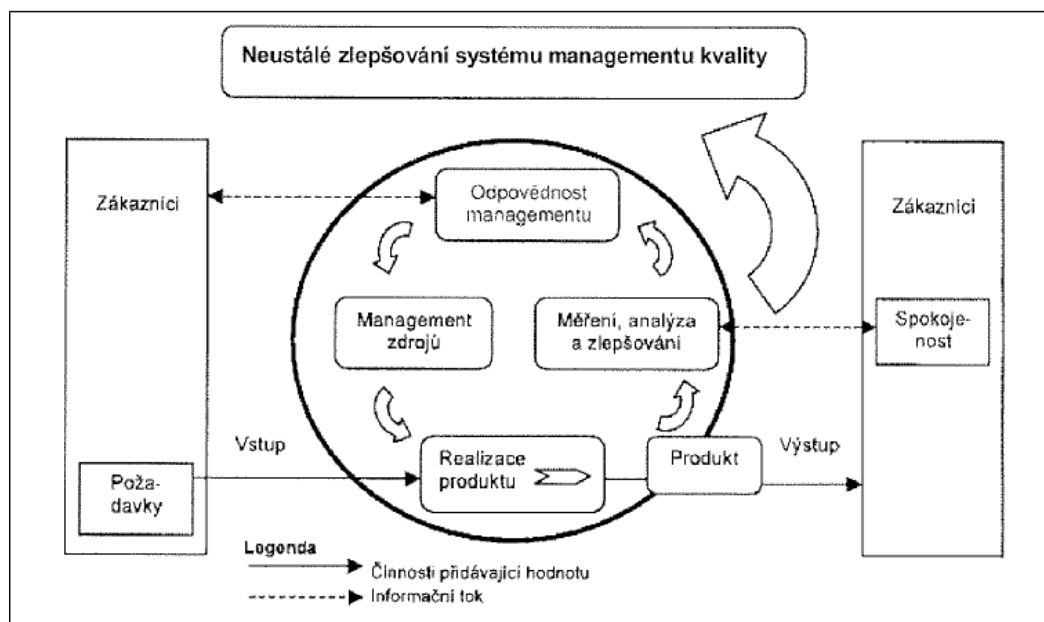 Neustálé zlepšování systému managementu kvality
Zákazníci
Odpovědnost
managementu
Zákazníci
Management
zdrojů
Měření, analýza
a zlepšování
Spokoje-
nost
Vstup
Realizace
produktu
Produkt
Výstup
Poža-
davky
Legenda
Činnosti přidávající hodnotu
Informační tok